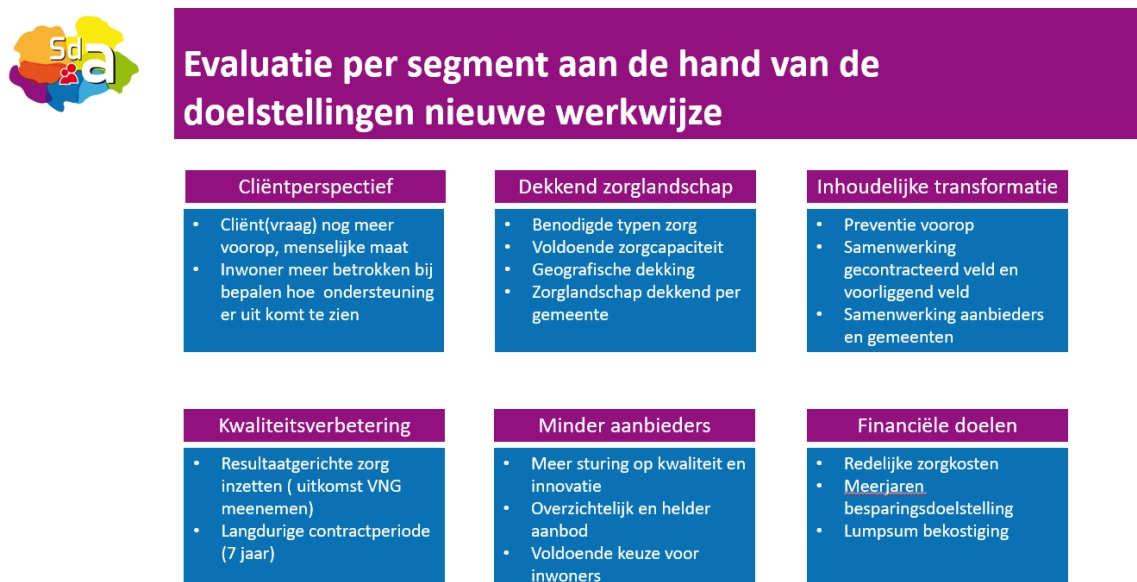 Sda
Evaluatie per segment aan de hand van de
doelstellingen nieuwe werkwijze
Cliëntperspectief
• Cliënt(vraag) nog meer
voorop, menselijke maat
• Inwoner meer betrokken bij
bepalen hoe ondersteuning
er uit komt te zien
Dekkend zorglandschap
• Benodigde typen zorg
• Voldoende zorgcapaciteit
• Geografische dekking
• Zorglandschap dekkend per
gemeente
Inhoudelijke transformatie
• Preventie voorop
• Samenwerking
gecontracteerd veld en
voorliggend veld
• Samenwerking aanbieders
en gemeenten
Kwaliteitsverbetering
• Resultaatgerichte zorg
inzetten ( uitkomst VNG
meenemen)
• Langdurige contractperiode
(7 jaar)
Minder aanbieders
• Meer sturing op kwaliteit en
innovatie
• Overzichtelijk en helder
aanbod
• Voldoende keuze voor
inwoners
Financiële doelen
• Redelijke zorgkosten
• Meerjaren
besparingsdoelstelling
• Lumpsum bekostiging